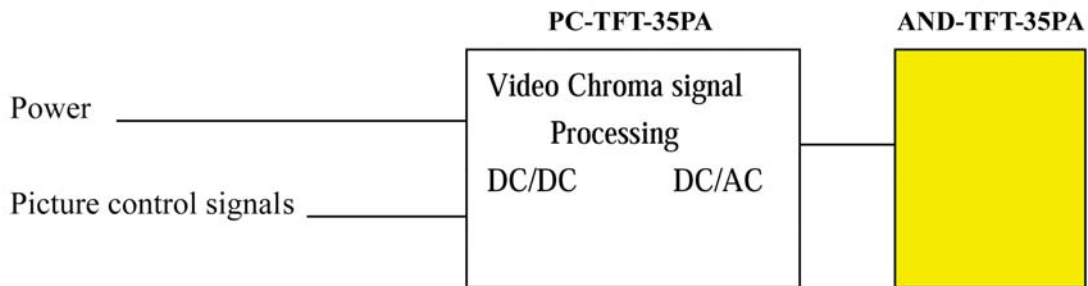 PC-TFT-35PA
AND-TFT-35PA
Power
Picture control signals
Video Chroma signal
Processing
DC/DC DC/AC